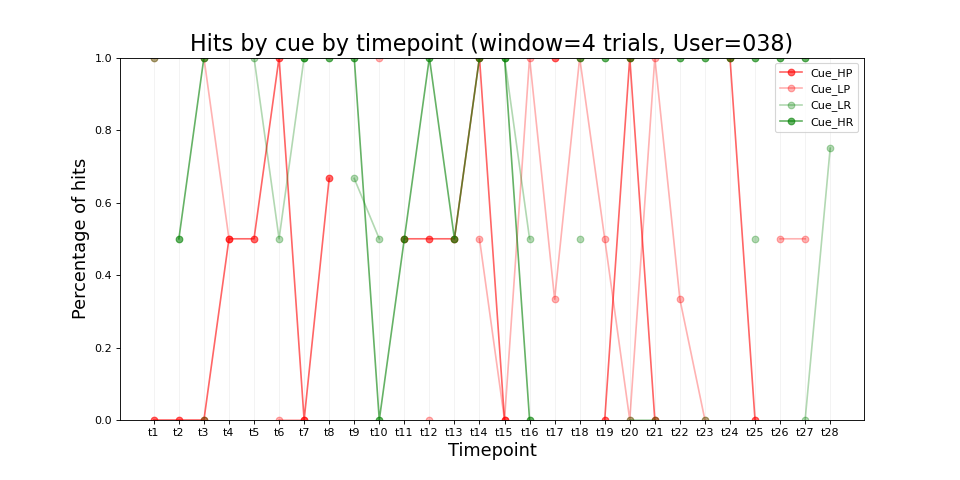 Hits by cue by timepoint (window=4 trials, User=038)
Percentage of hits
1.0
0.8
0.6
0.4
0.2
0.0
Cue_HP
Cue_LP
Cue_LR
Cue_HR
t1 t2 t3 t4 t5 t6 t7 t8 t9 t10 t11 t12 t13 t14 t15 t16 t17 t18 t19 t20 t21 t22 t23 t24 t25 t26 t27 t28
Timepoint